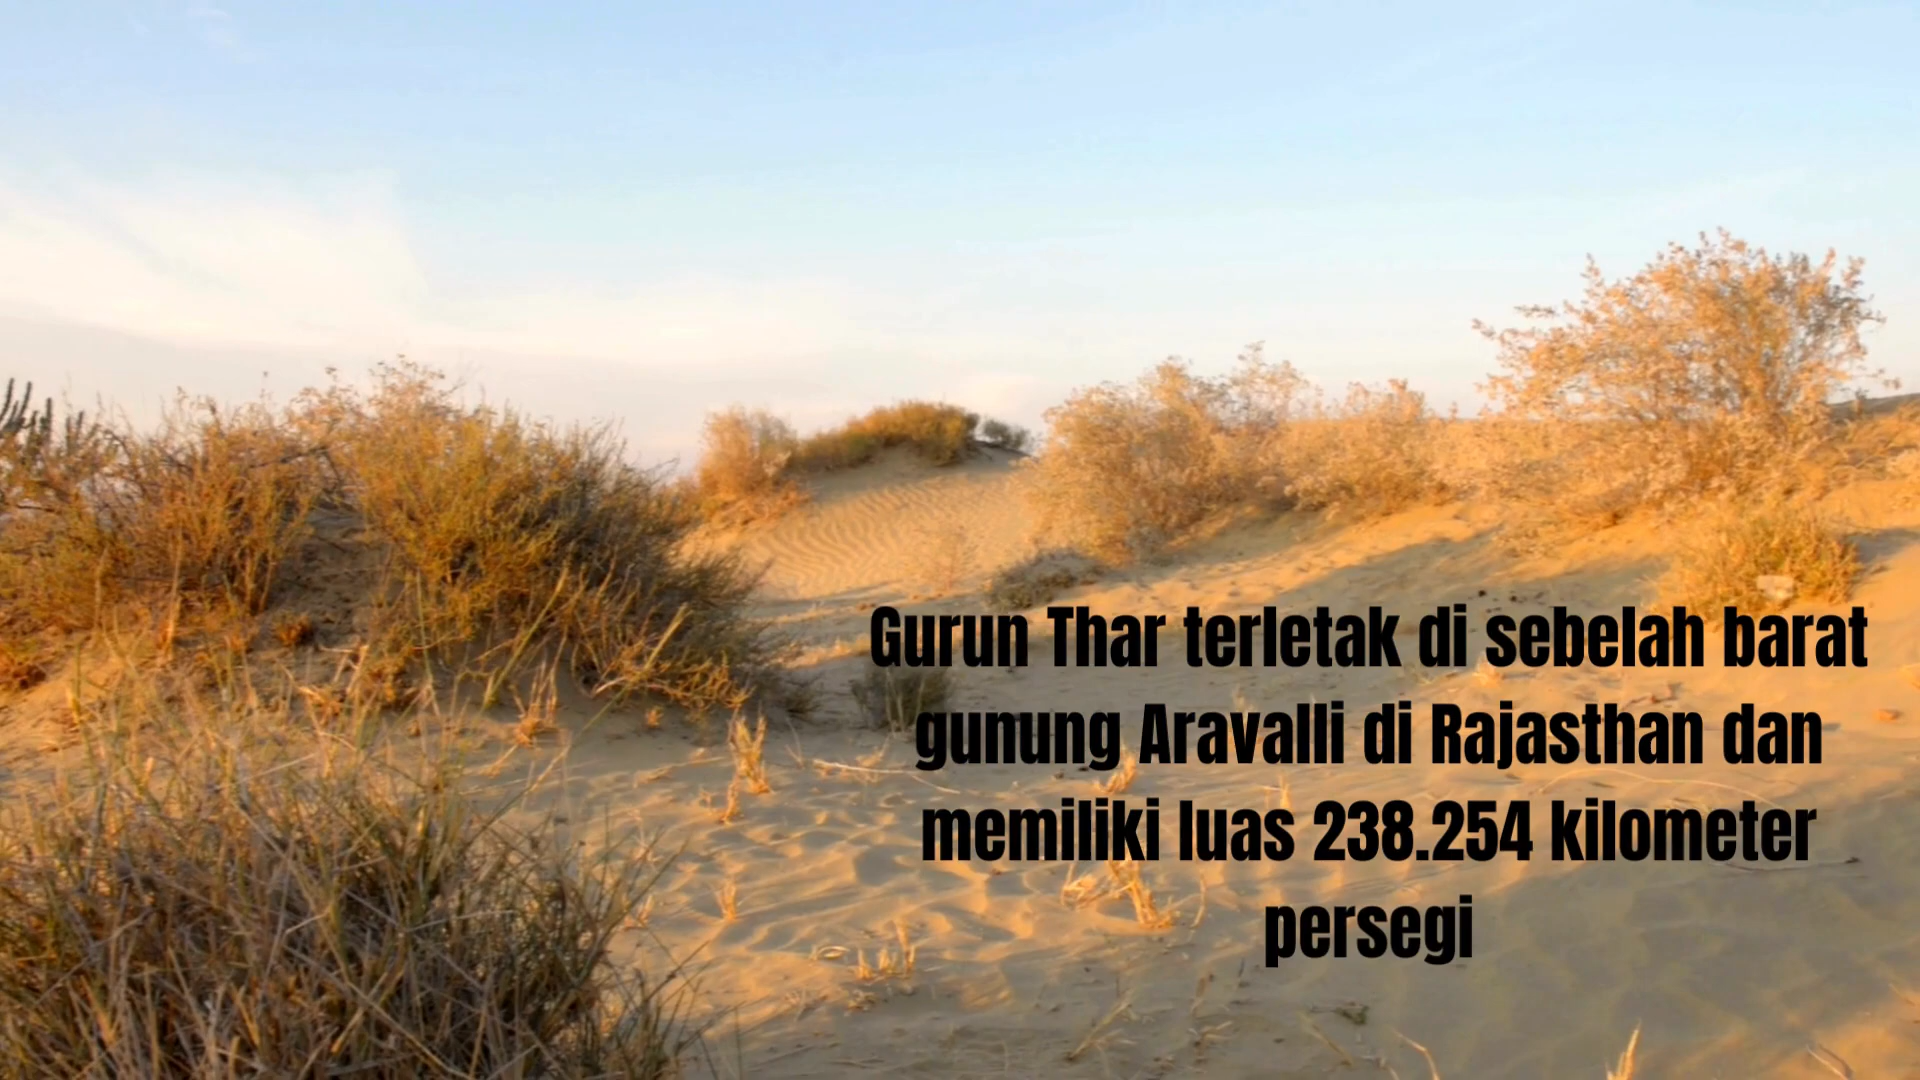 Gurun Thar terletak di sebelah barat
gunung Aravalli di Rajasthan dan
memiliki luas 238.254 kilometer
persegi